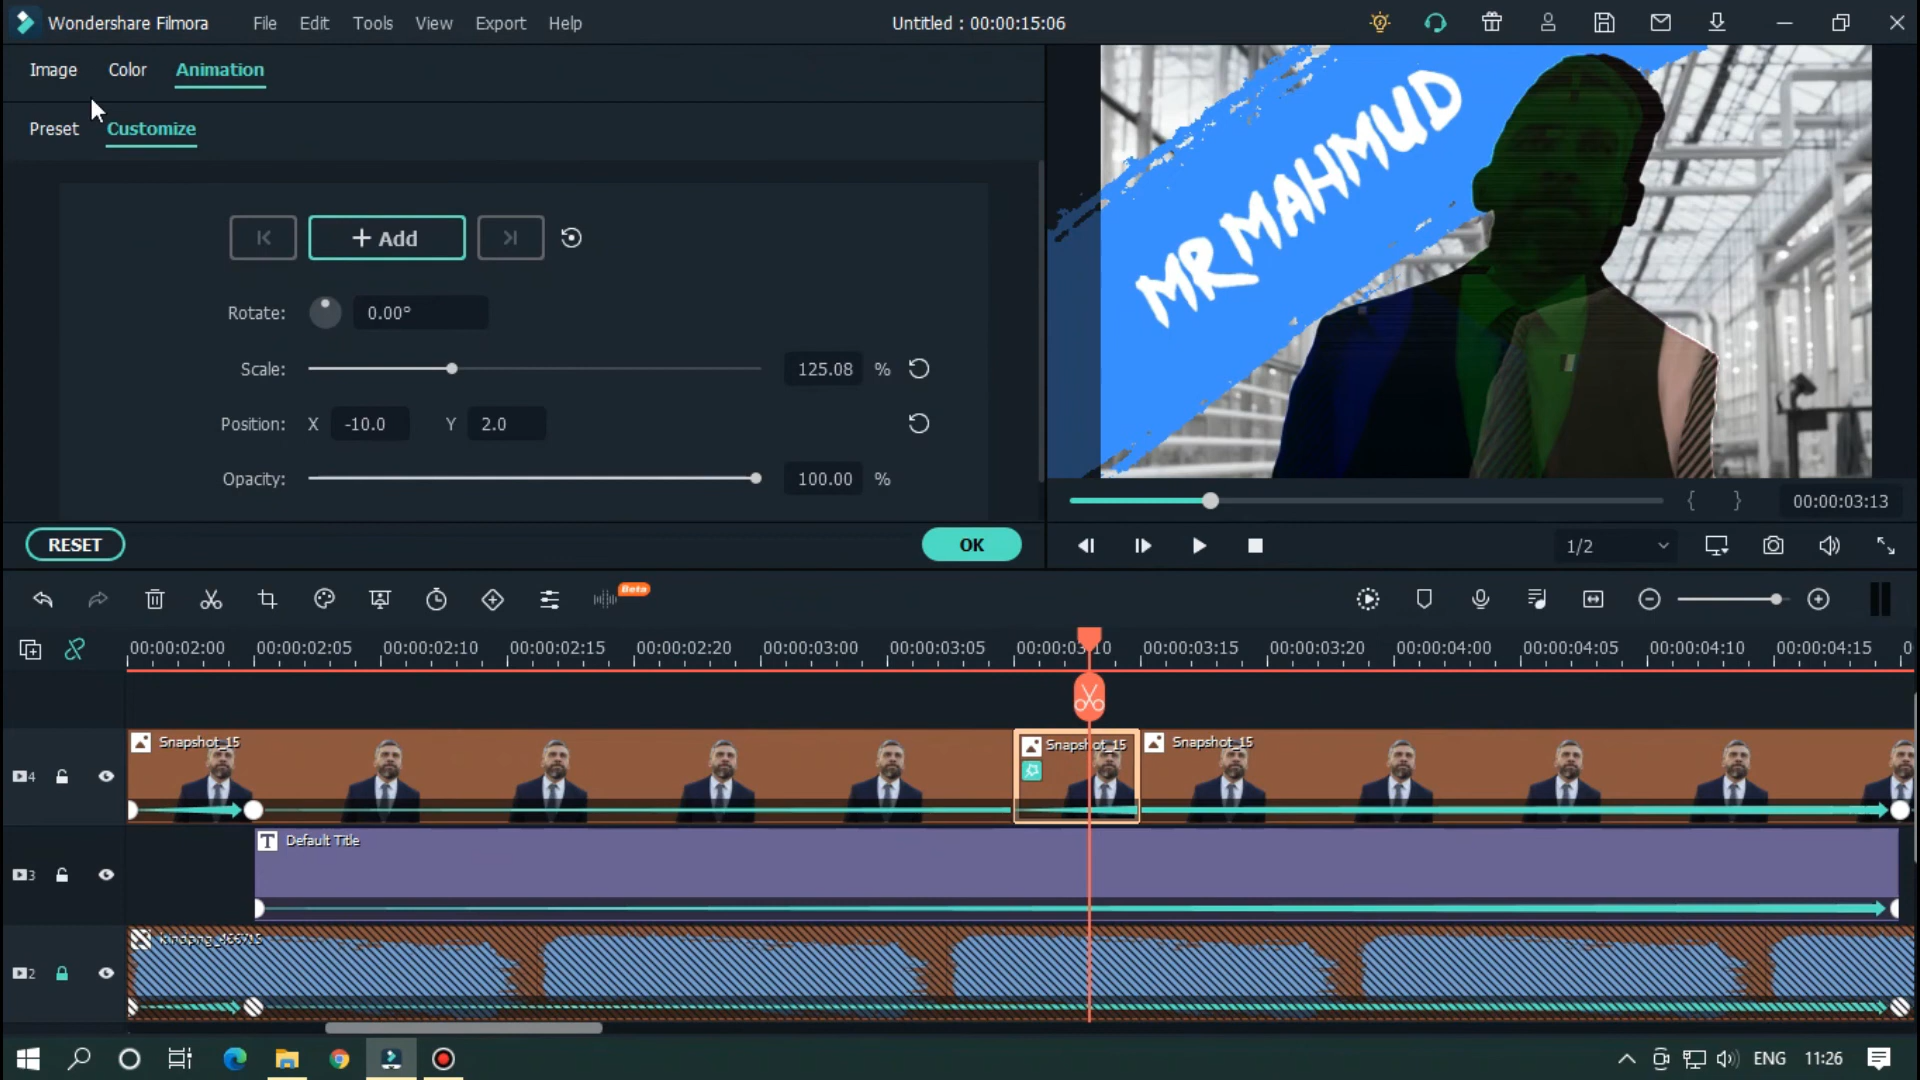 Wondershare Filmora File Edit Tools View Export Help Untitled : 00:00:15:06
Image Color Animation
Preset Customize
+ Add
Rotate: 0.00°
Scale: 125.08 %
Position: X -10.0 Y 2.0
Opacity: 100.00 %
RESET OK
MR MAHMUD
{ } 00:00:03:13
1/2
Beta
00:00:02:00 00:00:02:05 00:00:02:10 00:00:02:15 00:00:02:20 00:00:03:00 00:00:03:05 00:00:03:10 00:00:03:15 00:00:03:20 00:00:04:00 00:00:04:05 00:00:04:10 00:00:04:15
4 Snapshot_15 Snapshot_15 Snapshot_15
3 T Default Title
2 kindpng_466715
ENG 11:26